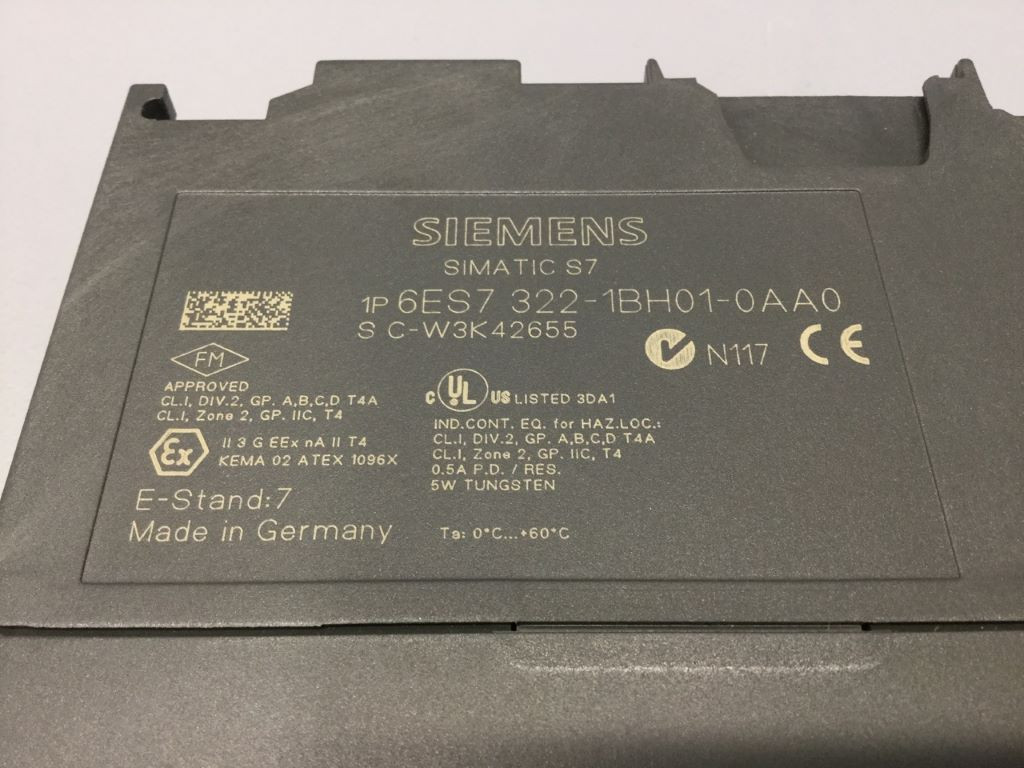 SIEMENS
SIMATIC S7
1P 6ES7 322-1BH01-0AA0
S C-W3K42655
N117 CE
FM
APPROVED
CL.I, DIV.2, GP. A,B,C,D T4A
CL.I, Zone 2, GP. IIC, T4
Ex II 3 G EEx nA II T4
KEMA 02 ATEX 1096X
E-Stand:7
Made in Germany
C UL US LISTED 3DA1
IND.CONT. EQ. for HAZ.LOC.:
CL.I, DIV.2, GP. A,B,C,D T4A
CL.I, Zone 2, GP. IIC, T4
0.5A P.D. / RES.
5W TUNGSTEN
Ta: 0°C...+60°C